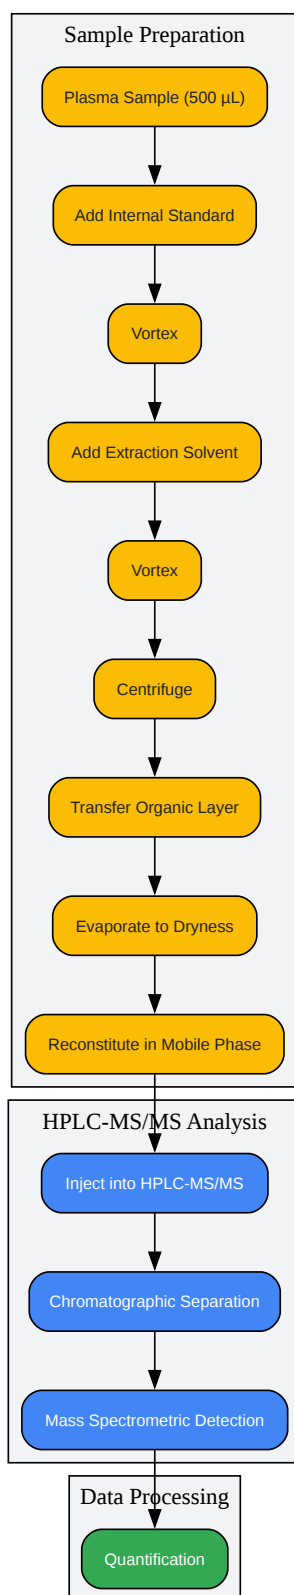 Sample Preparation
Plasma Sample (500 µL)
Add Internal Standard
Vortex
Add Extraction Solvent
Vortex
Centrifuge
Transfer Organic Layer
Evaporate to Dryness
Reconstitute in Mobile Phase
HPLC-MS/MS Analysis
Inject into HPLC-MS/MS
Chromatographic Separation
Mass Spectrometric Detection
Data Processing
Quantification